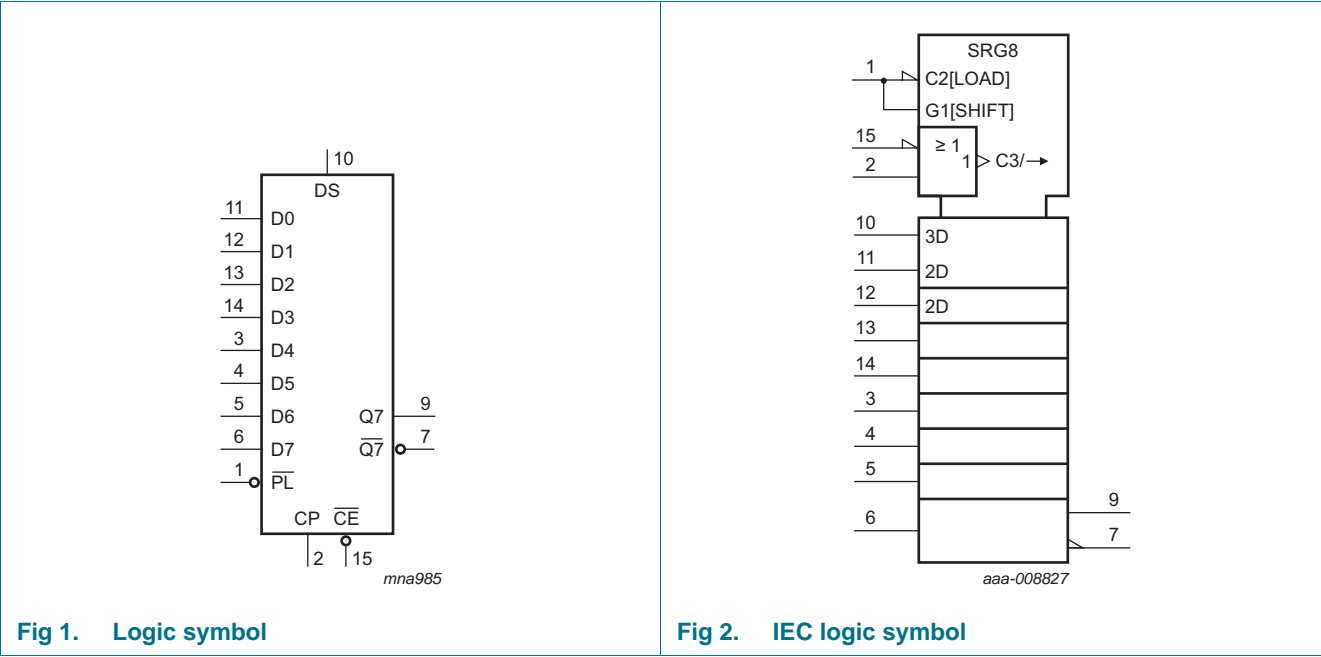 10
DS
11 D0
12 D1
13 D2
14 D3
3 D4
4 D5
5 D6 Q7 9
6 D7 Q̅7̅ 7
1 P̅L̅
CP C̅E̅
2 15
mna985
Fig 1. Logic symbol
SRG8
1 C2[LOAD]
G1[SHIFT]
15 ≥ 1
1 C3/→
2
10 3D
11 2D
12 2D
13
14
3
4
5
9
6
7
aaa-008827
Fig 2. IEC logic symbol